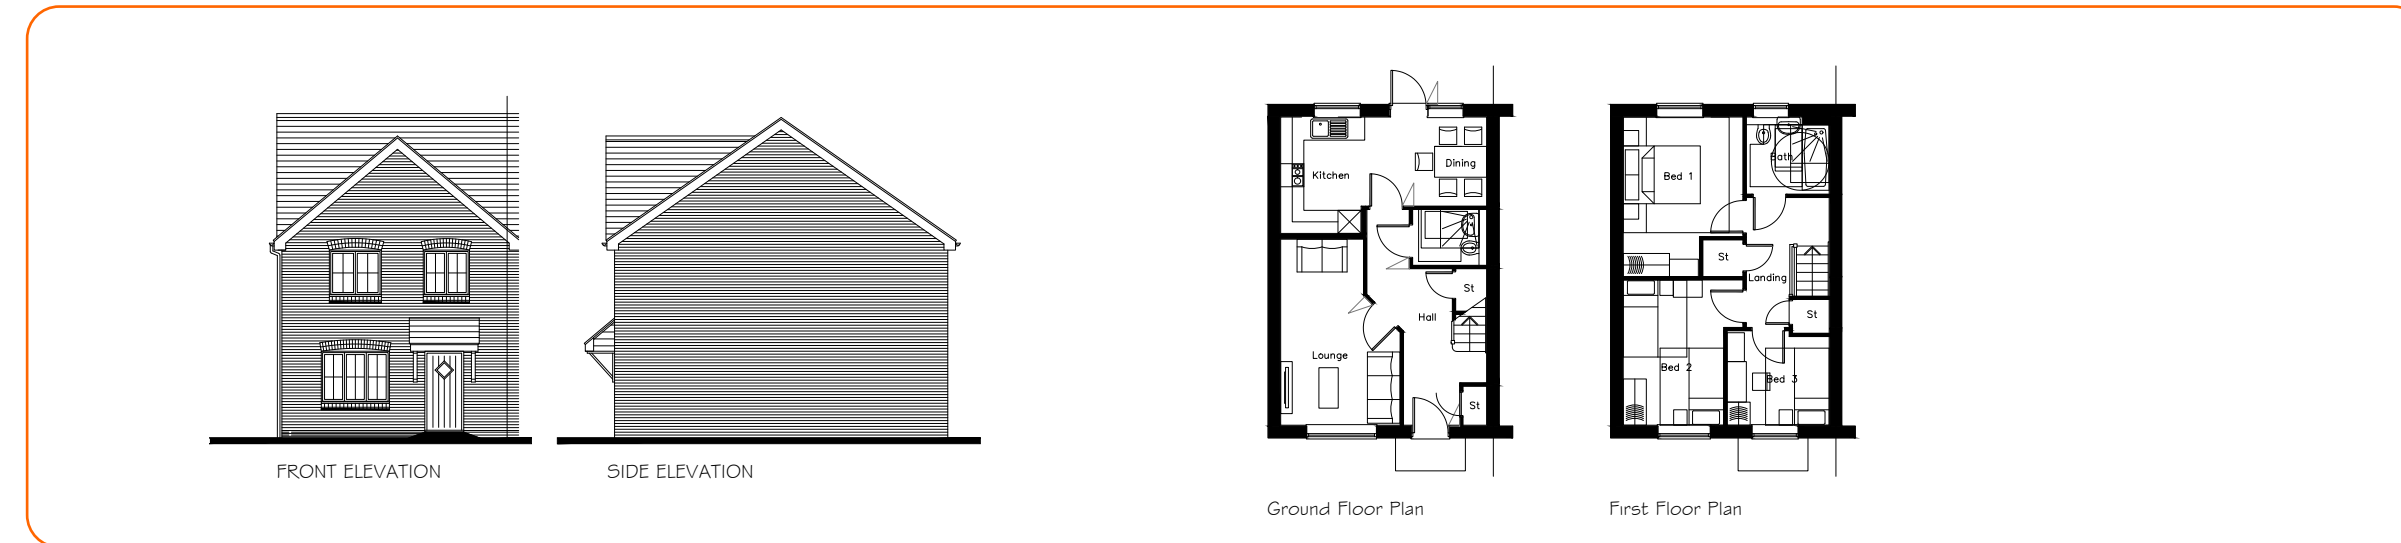 FRONT ELEVATION
SIDE ELEVATION
Kitchen
Dining
St
Hall
Lounge
St
Ground Floor Plan
Bath
Bed 1
St
Landing
St
Bed 2
Bed 3
First Floor Plan